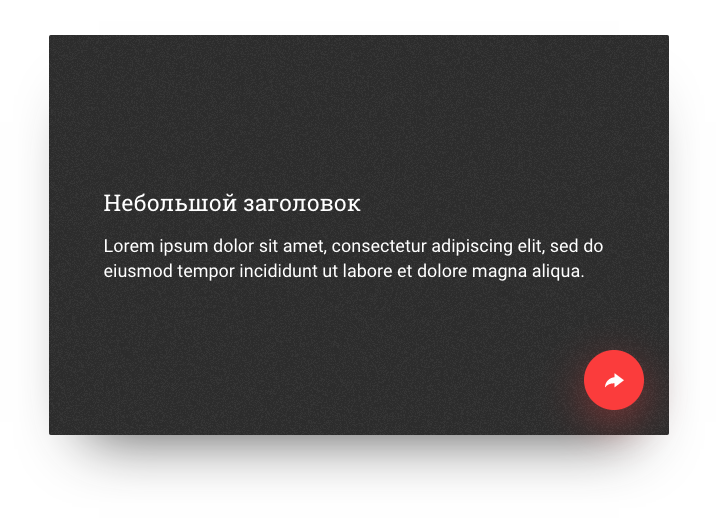 Небольшой заголовок
Lorem ipsum dolor sit amet, consectetur adipiscing elit, sed do
eiusmod tempor incididunt ut labore et dolore magna aliqua.